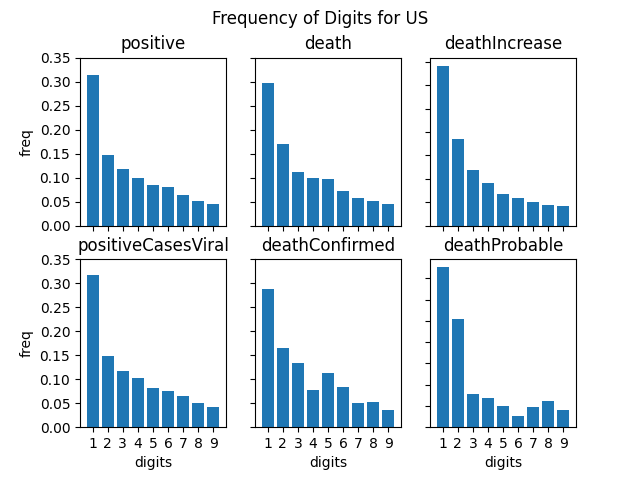 Frequency of Digits for US
positive death deathIncrease
0.35
0.30
0.25
0.20
0.15
0.10
0.05
0.00
freq
positiveCasesViral deathConfirmed deathProbable
0.35
0.30
0.25
0.20
0.15
0.10
0.05
0.00
freq
1 2 3 4 5 6 7 8 9 1 2 3 4 5 6 7 8 9 1 2 3 4 5 6 7 8 9
digits digits digits